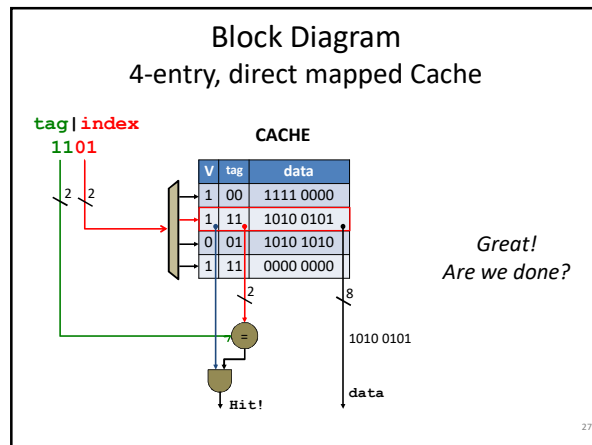 Block Diagram
4-entry, direct mapped Cache
tag|index
1101
2 2
CACHE
V tag data
1 00 1111 0000
1 11 1010 0101
0 01 1010 1010
1 11 0000 0000
Great!
Are we done?
2
8
=
1010 0101
Hit!
data
27